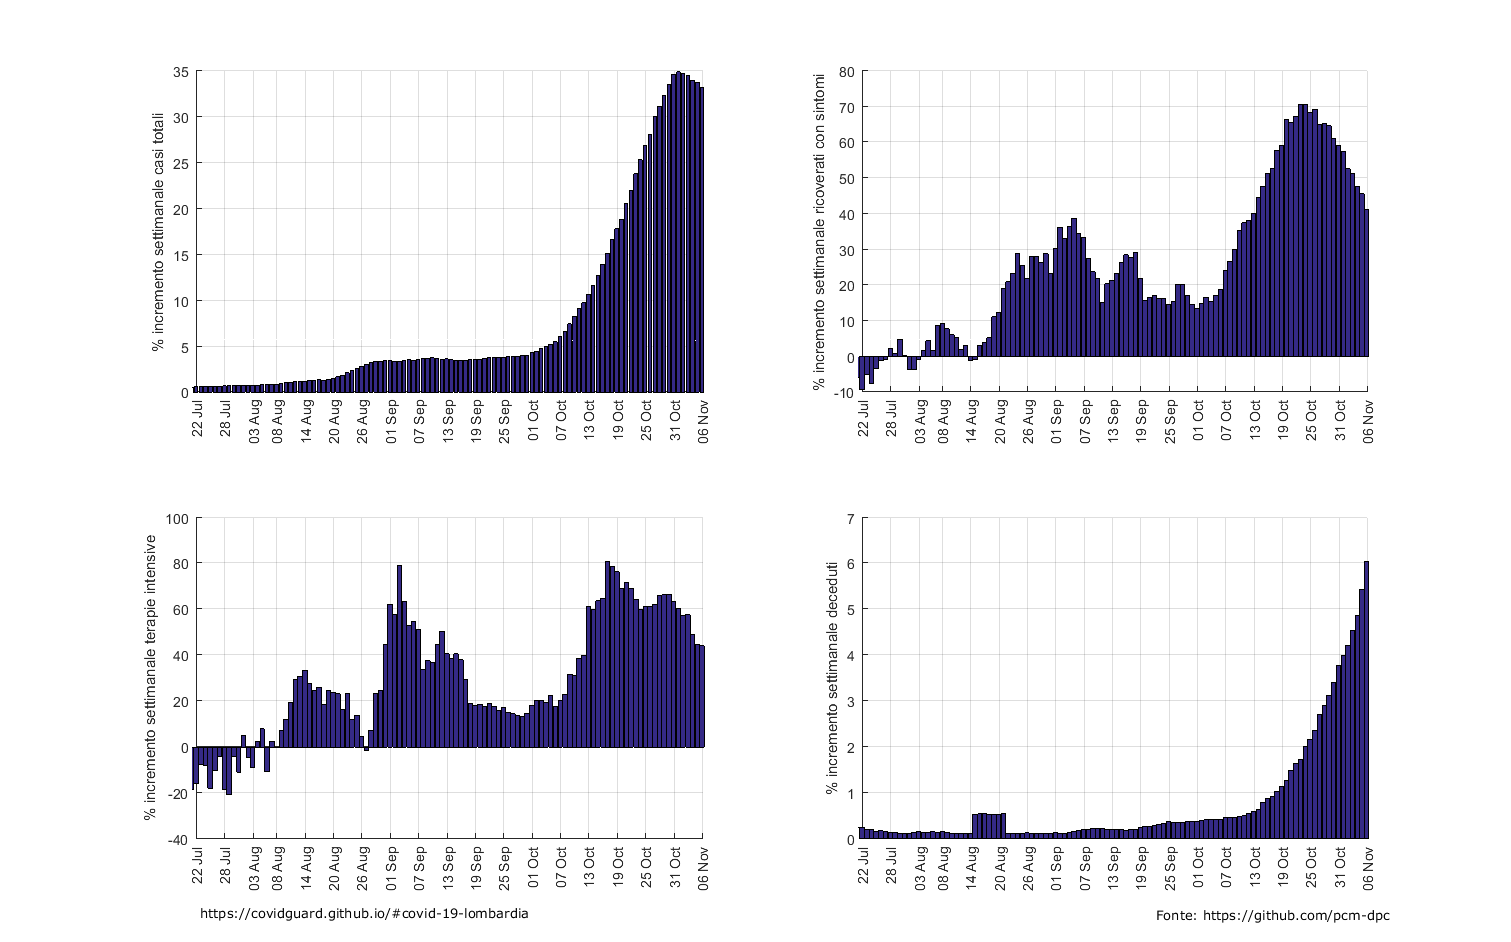 % incremento settimanale casi totali
35
30
25
20
15
10
5
0
22 Jul
28 Jul
03 Aug
08 Aug
14 Aug
20 Aug
26 Aug
01 Sep
07 Sep
13 Sep
19 Sep
25 Sep
01 Oct
07 Oct
13 Oct
19 Oct
25 Oct
31 Oct
06 Nov
% incremento settimanale ricoverati con sintomi
80
70
60
50
40
30
20
10
0
-10
22 Jul
28 Jul
03 Aug
08 Aug
14 Aug
20 Aug
26 Aug
01 Sep
07 Sep
13 Sep
19 Sep
25 Sep
01 Oct
07 Oct
13 Oct
19 Oct
25 Oct
31 Oct
06 Nov
% incremento settimanale terapie intensive
100
80
60
40
20
0
-20
-40
22 Jul
28 Jul
03 Aug
08 Aug
14 Aug
20 Aug
26 Aug
01 Sep
07 Sep
13 Sep
19 Sep
25 Sep
01 Oct
07 Oct
13 Oct
19 Oct
25 Oct
31 Oct
06 Nov
% incremento settimanale deceduti
7
6
5
4
3
2
1
0
22 Jul
28 Jul
03 Aug
08 Aug
14 Aug
20 Aug
26 Aug
01 Sep
07 Sep
13 Sep
19 Sep
25 Sep
01 Oct
07 Oct
13 Oct
19 Oct
25 Oct
31 Oct
06 Nov
https://covidguard.github.io/#covid-19-lombardia
Fonte: https://github.com/pcm-dpc